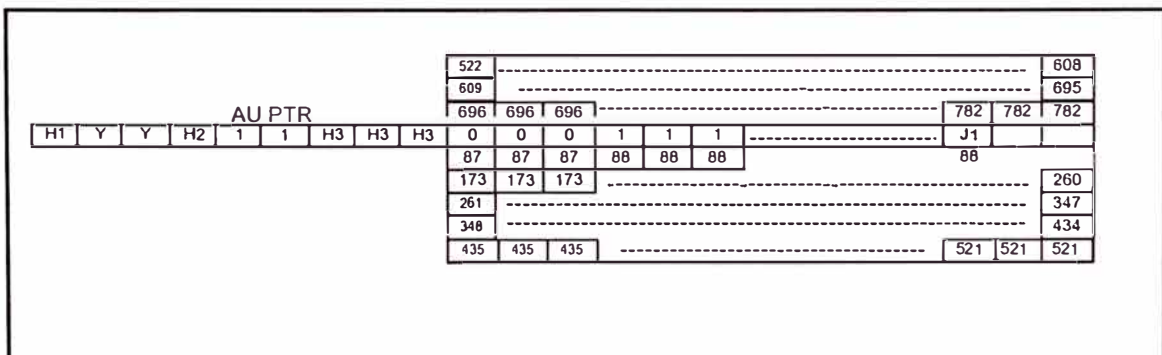 522 608
609 695
AU PTR 696 696 696 782 782 782
H1 Y Y H2 1 1 H3 H3 H3 0 0 0 1 1 1 J1
87 87 87 88 88 88 88
173 173 173 260
261 347
348 434
435 435 435 521 521 521